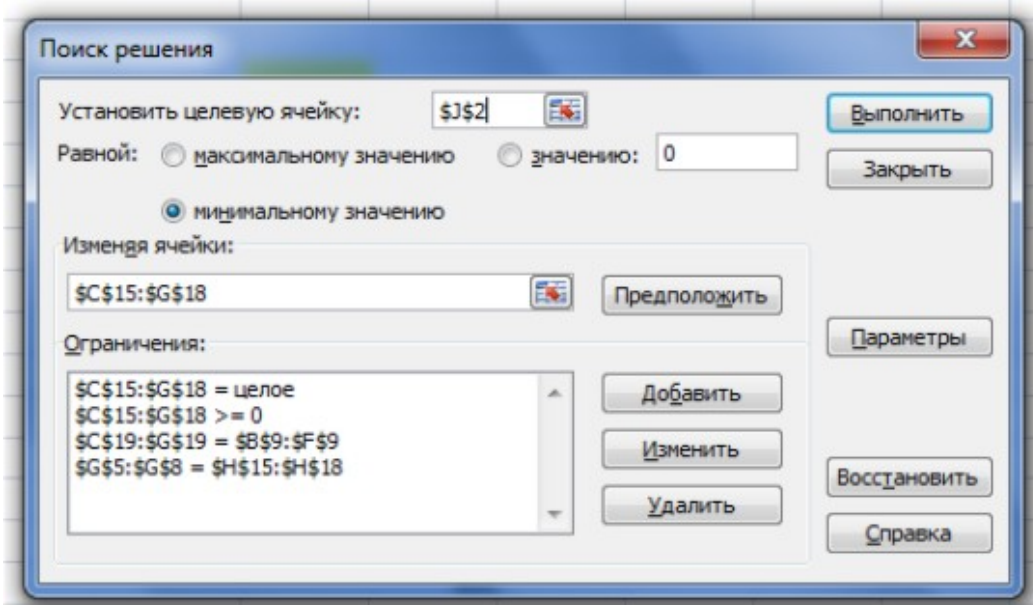 Поиск решения
Установить целевую ячейку: $J$2
Выполнить
Равной: максимальному значению значению: 0
Закрыть
минимальному значению
Изменяя ячейки:
$C$15:$G$18
Предположить
Параметры
Ограничения:
$C$15:$G$18 = целое
$C$15:$G$18 >= 0
$C$19:$G$19 = $B$9:$F$9
$G$5:$G$8 = $H$15:$H$18
Добавить
Изменить
Удалить
Восстановить
Справка